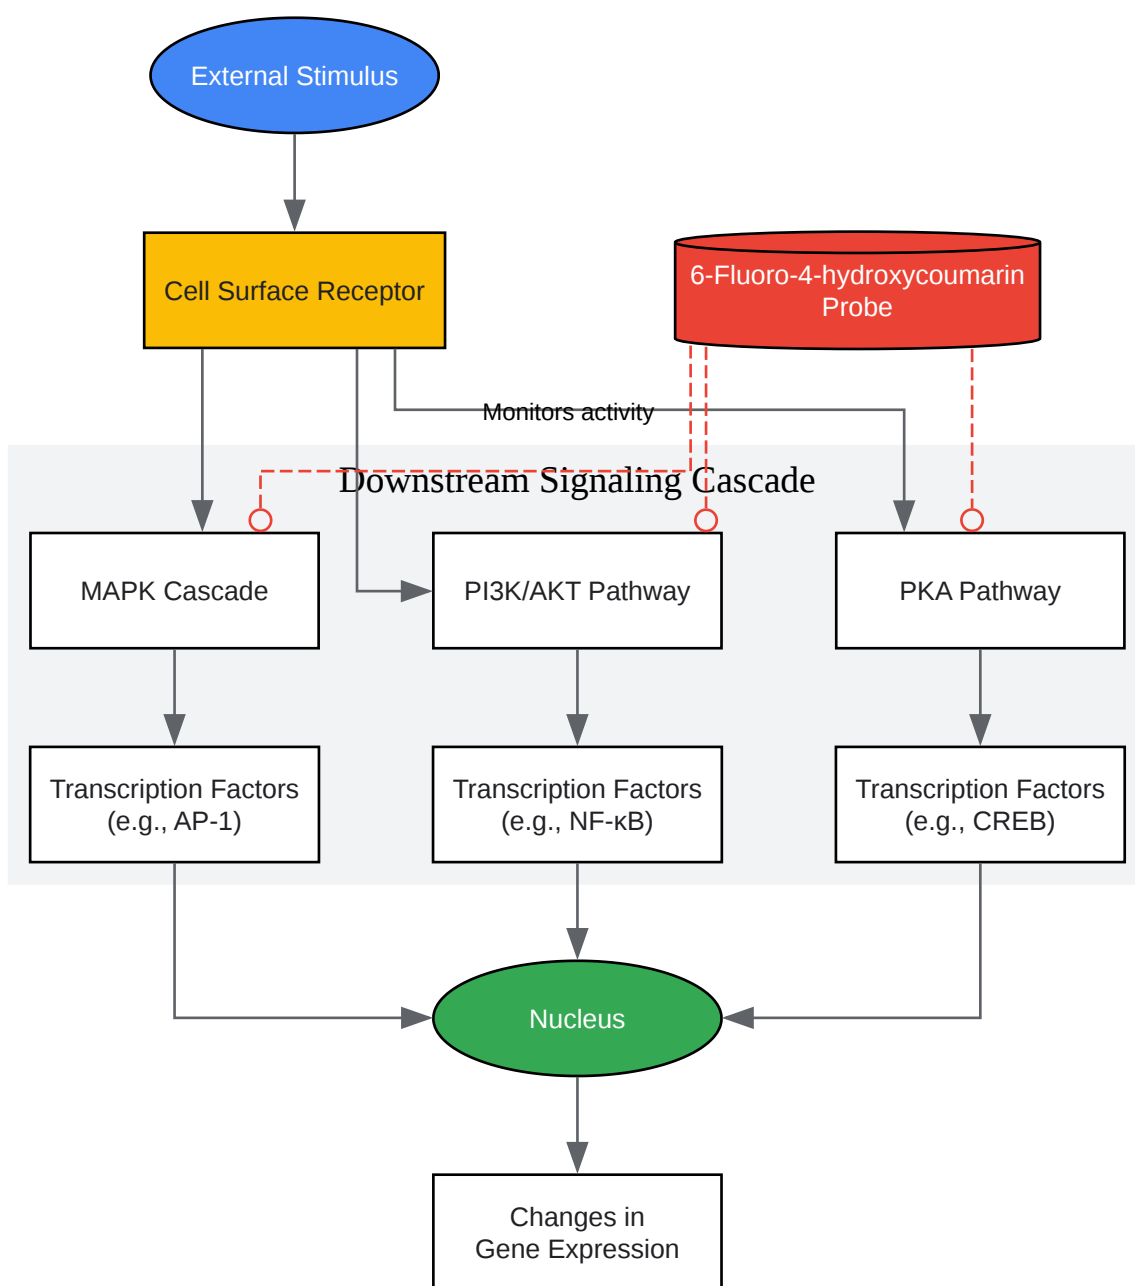 External Stimulus
Cell Surface Receptor
6-Fluoro-4-hydroxycoumarin
Probe
Monitors activity
Downstream Signaling Cascade
MAPK Cascade
PI3K/AKT Pathway
PKA Pathway
Transcription Factors
(e.g., AP-1)
Transcription Factors
(e.g., NF-κB)
Transcription Factors
(e.g., CREB)
Nucleus
Changes in
Gene Expression